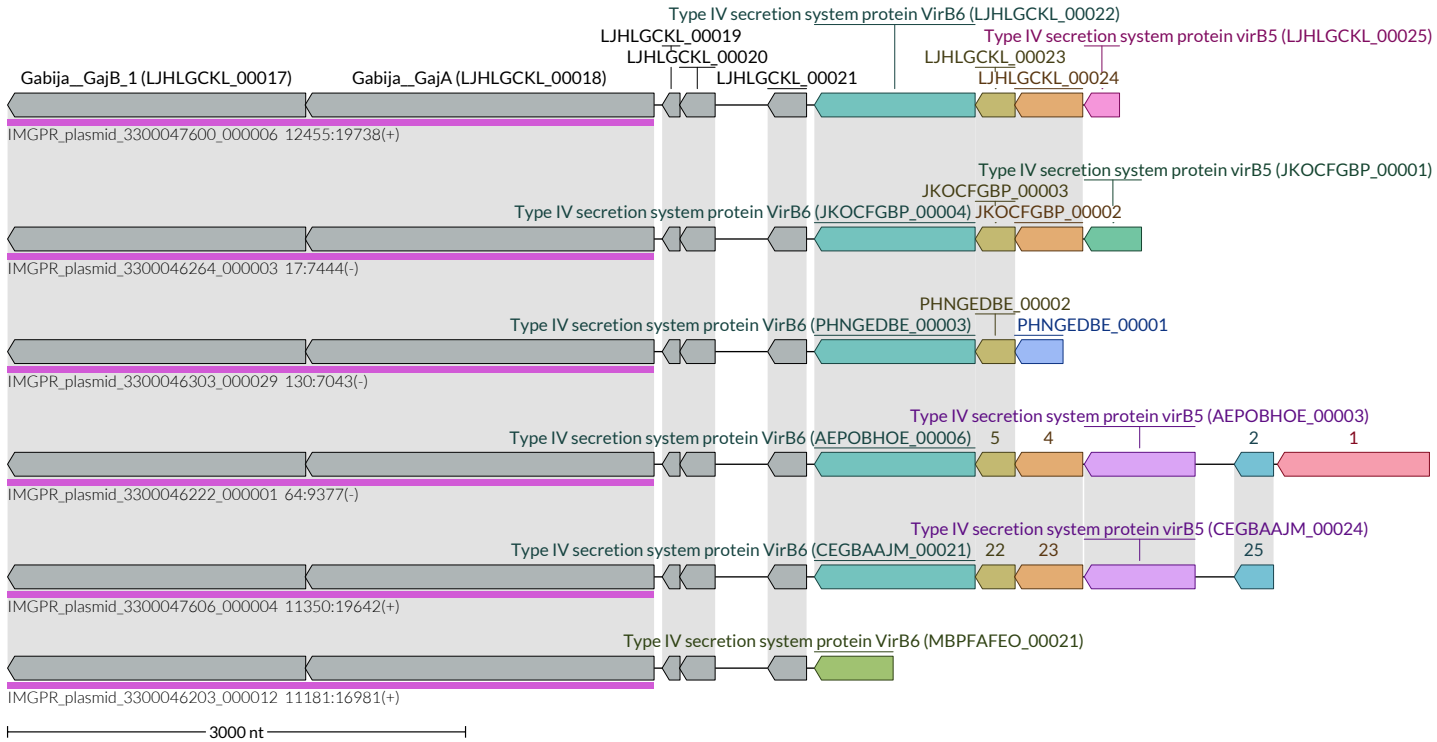 Type IV secretion system protein VirB6 (LJHLGCKL_00022)
LJHLGCKL_00019
Type IV secretion system protein virB5 (LJHLGCKL_00025)
LJHLGCKL_00020
LJHLGCKL_00023
Gabija__GajB_1 (LJHLGCKL_00017)
Gabija__GajA (LJHLGCKL_00018)
LJHLGCKL_00021
LJHLGCKL_00024
IMGPR_plasmid_3300047600_000006 12455:19738(+)
Type IV secretion system protein virB5 (JKOCFGBP_00001)
JKOCFGBP_00003
Type IV secretion system protein VirB6 (JKOCFGBP_00004)
JKOCFGBP_00002
IMGPR_plasmid_3300046264_000003 17:7444(-)
PHNGEDBE_00002
Type IV secretion system protein VirB6 (PHNGEDBE_00003)
PHNGEDBE_00001
IMGPR_plasmid_3300046303_000029 130:7043(-)
Type IV secretion system protein virB5 (AEPOBHOE_00003)
Type IV secretion system protein VirB6 (AEPOBHOE_00006)
5
4
2
1
IMGPR_plasmid_3300046222_000001 64:9377(-)
Type IV secretion system protein virB5 (CEGBAAJM_00024)
Type IV secretion system protein VirB6 (CEGBAAJM_00021)
22
23
25
IMGPR_plasmid_3300047606_000004 11350:19642(+)
Type IV secretion system protein VirB6 (MBPFAFEO_00021)
IMGPR_plasmid_3300046203_000012 11181:16981(+)
3000 nt